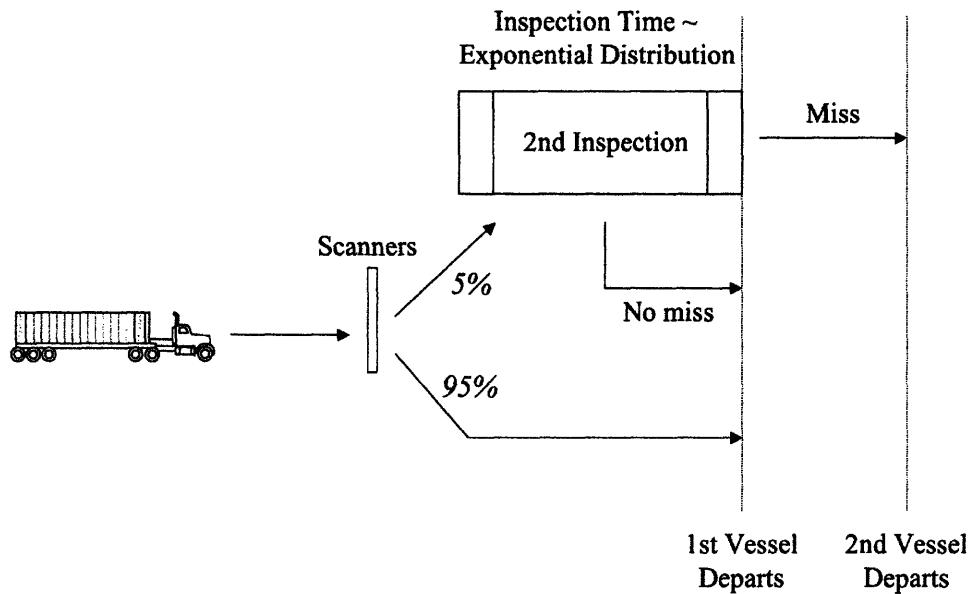 Inspection Time ~
Exponential Distribution
Miss
2nd Inspection
Scanners
5%
No miss
95%
1st Vessel
Departs
2nd Vessel
Departs